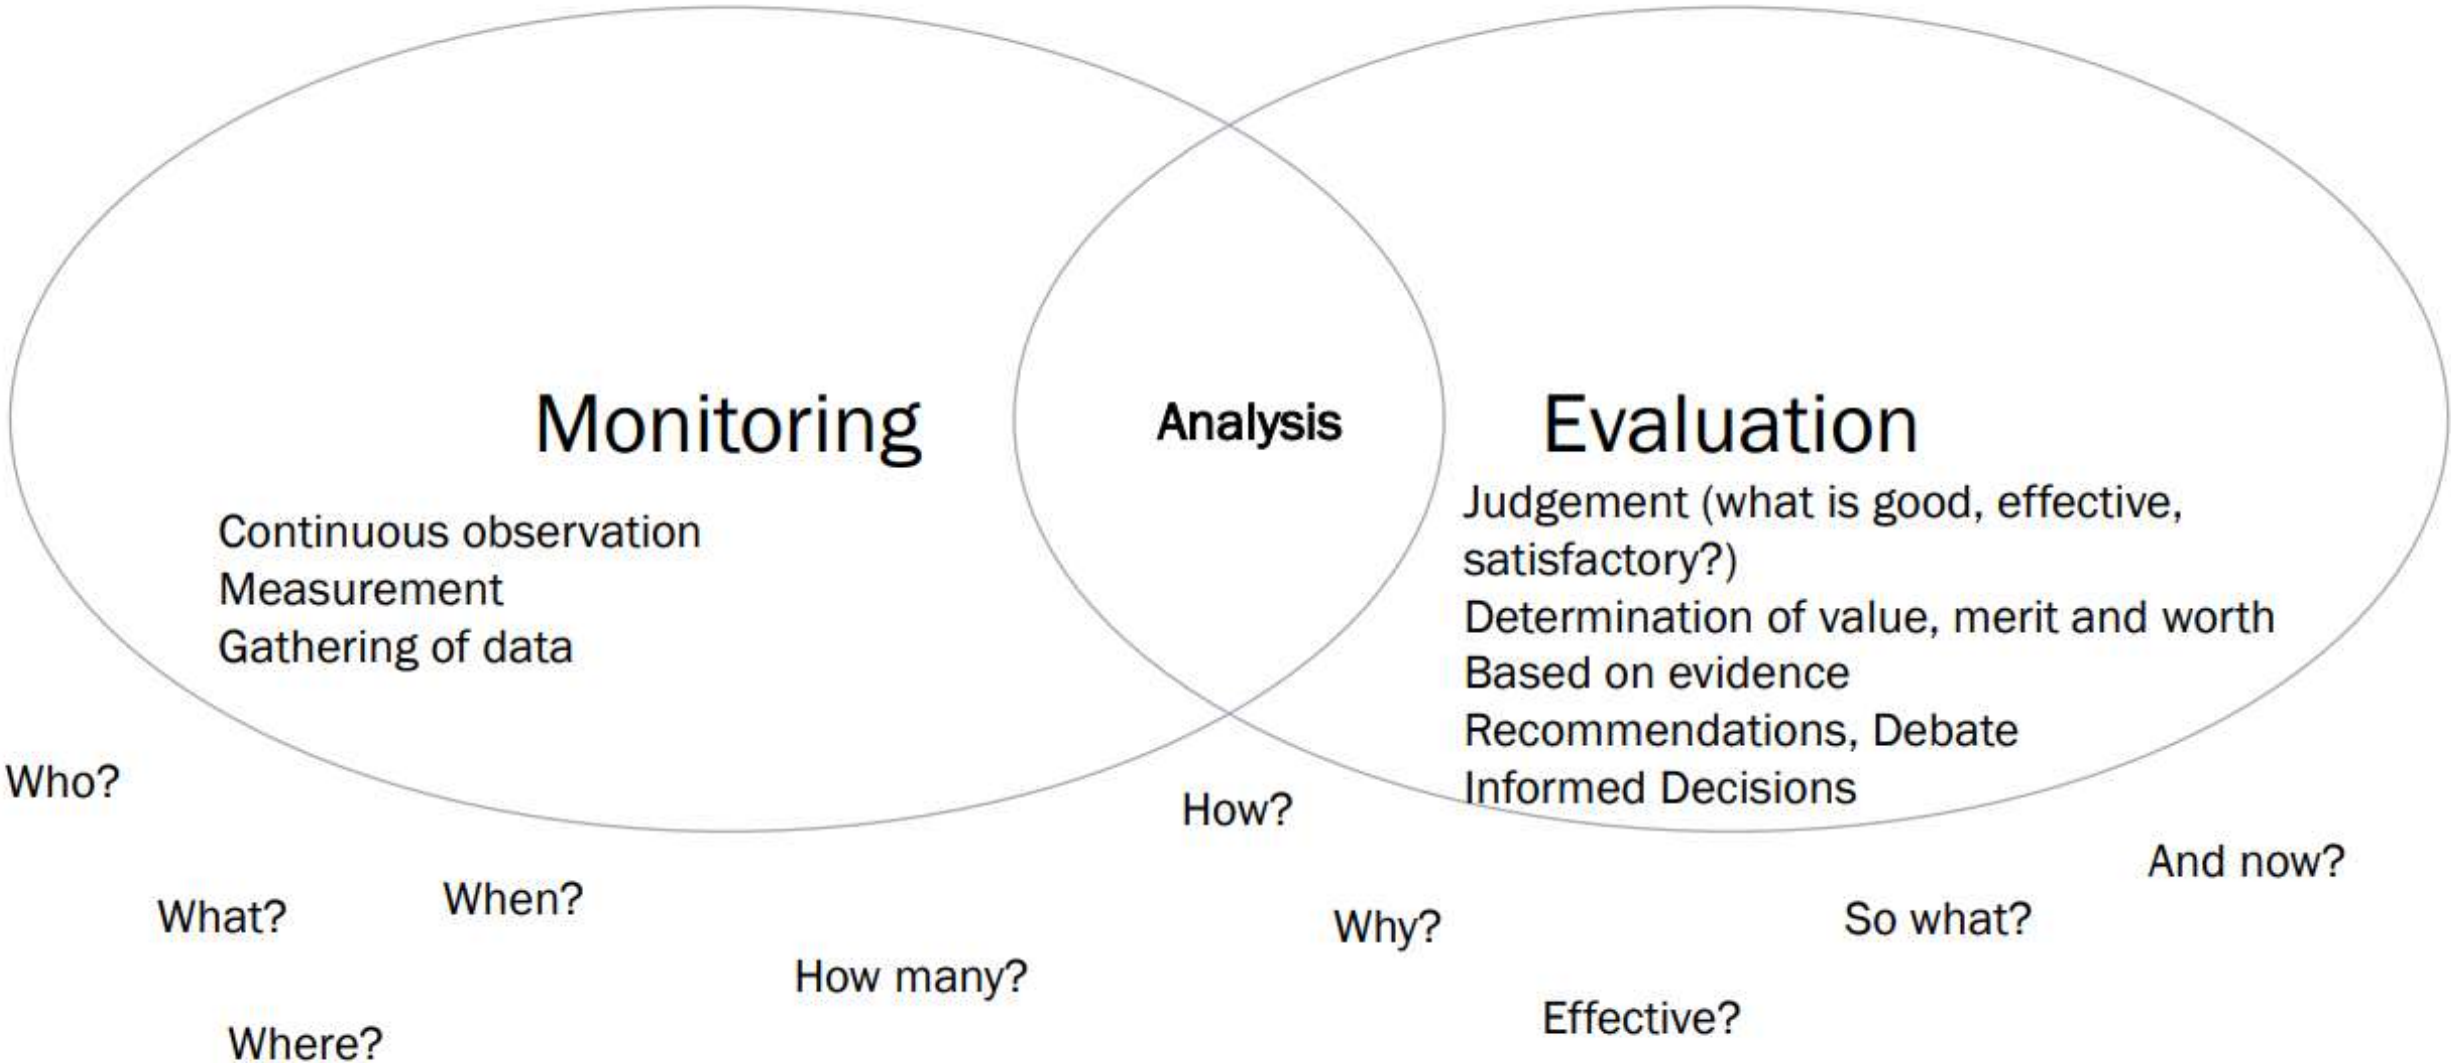 Monitoring
Continuous observation
Measurement
Gathering of data
Analysis
Evaluation
Judgement (what is good, effective,
satisfactory?)
Determination of value, merit and worth
Based on evidence
Recommendations, Debate
Informed Decisions
Who?
What?
When?
Where?
How many?
How?
Why?
Effective?
So what?
And now?